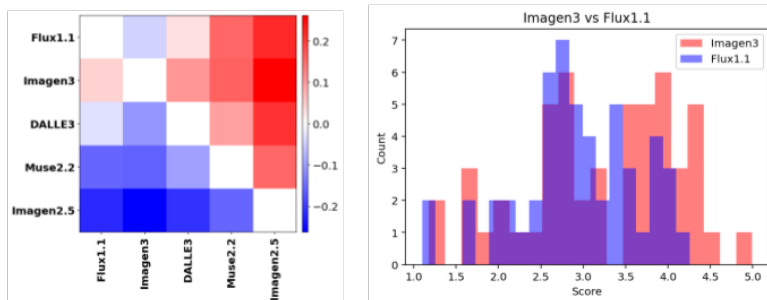 Flux1.1
Imagen3
DALLE3
Muse2.2
Imagen2.5
Flux1.1
Imagen3
DALLE3
Muse2.2
Imagen2.5
0.2
0.1
0.0
−0.1
−0.2
Imagen3 vs Flux1.1
Imagen3
Flux1.1
Count
7
6
5
4
3
2
1
0
1.0 1.5 2.0 2.5 3.0 3.5 4.0 4.5 5.0
Score